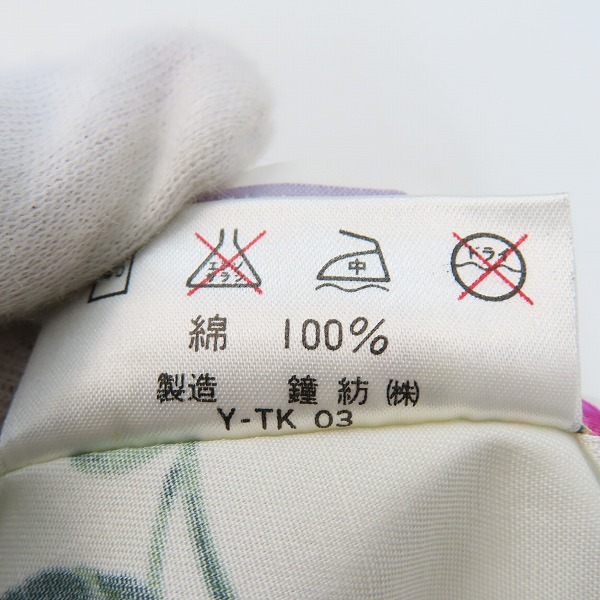 エンソ サラシ 中 ドライ
綿 100%
製造 鐘紡 (株)
Y-TK 03